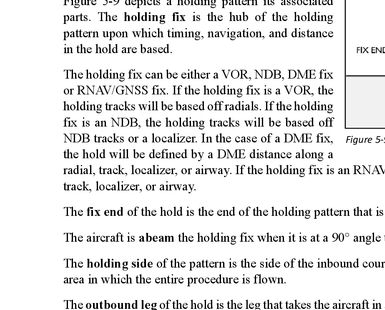 Figure 5-9 depicts a holding pattern its associated
parts. The holding fix is the hub of the holding
pattern upon which timing, navigation, and distance
in the hold are based.
FIX END
The holding fix can be either a VOR, NDB, DME fix
or RNAV/GNSS fix. If the holding fix is a VOR, the
holding tracks will be based off radials. If the holding
fix is an NDB, the holding tracks will be based off
NDB tracks or a localizer. In the case of a DME fix,
the hold will be defined by a DME distance along a
radial, track, localizer, or airway. If the holding fix is an RNAV
track, localizer, or airway.
Figure 5-
The fix end of the hold is the end of the holding pattern that is
The aircraft is abeam the holding fix when it is at a 90° angle
The holding side of the pattern is the side of the inbound cour
area in which the entire procedure is flown.
The outbound leg of the hold is the leg that takes the aircraft in